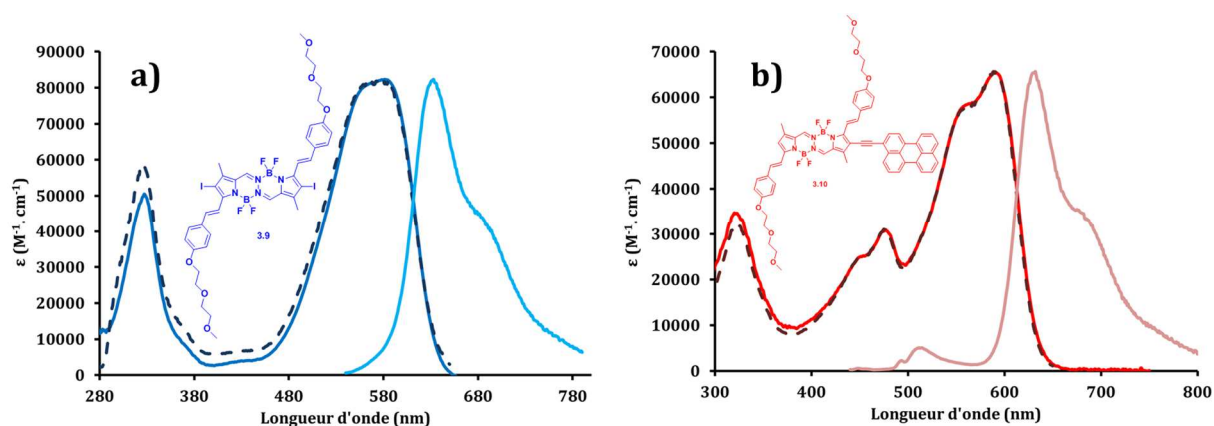 a)
ε (M⁻¹. cm⁻¹)
90000
80000
70000
60000
50000
40000
30000
20000
10000
0
280 380 480 580 680 780
Longueur d'onde (nm)
O
O
O
F F
B
I N N
N N I
B
F F
3.9
O
O
O
b)
ε (M⁻¹. cm⁻¹)
70000
60000
50000
40000
30000
20000
10000
0
300 400 500 600 700 800
Longueur d'onde (nm)
O
O
O
F F
B
N N
N N
B
F F
3.10
O
O
O